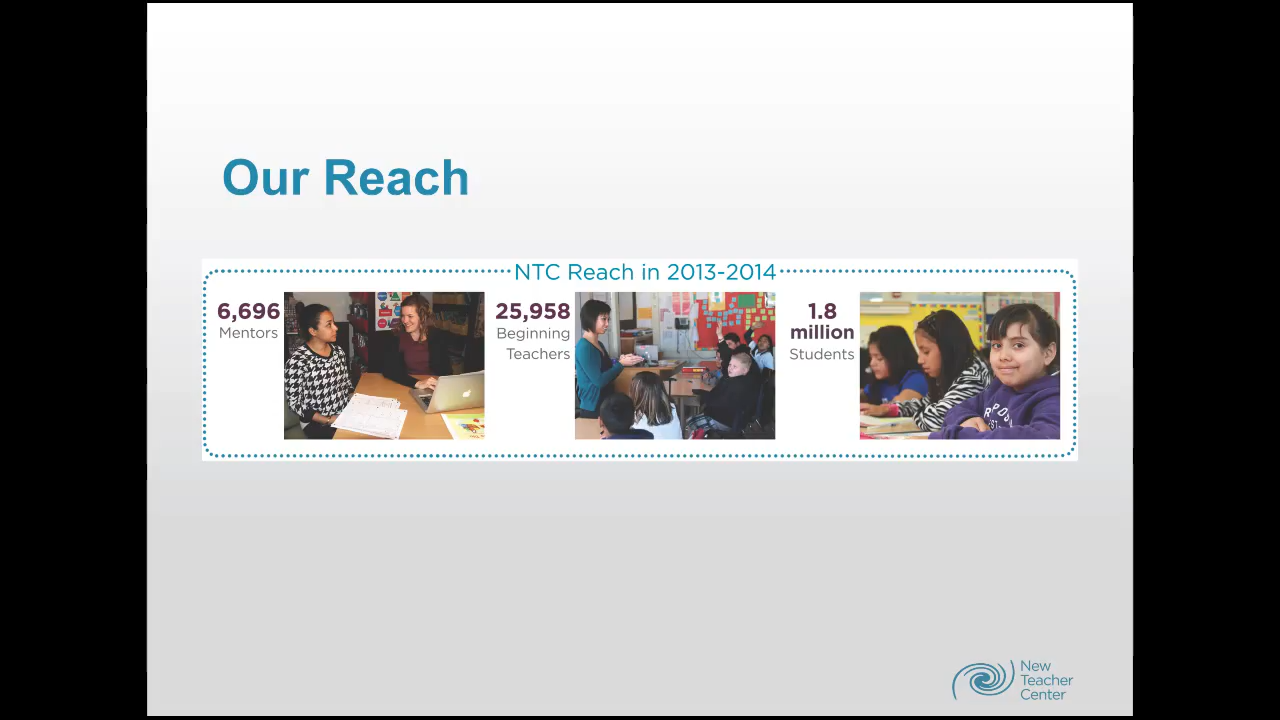 Our Reach
NTC Reach in 2013-2014
6,696
Mentors
25,958
Beginning
Teachers
1.8
million
Students
New
Teacher
Center